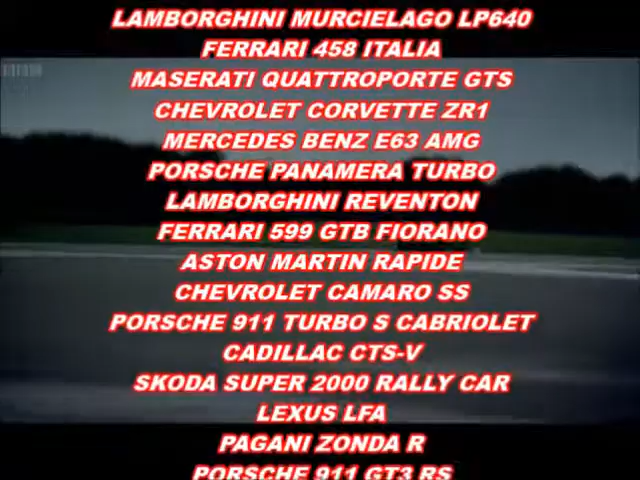 LAMBORGHINI MURCIELAGO LP640
FERRARI 458 ITALIA
MASERATI QUATTROPORTE GTS
CHEVROLET CORVETTE ZR1
MERCEDES BENZ E63 AMG
PORSCHE PANAMERA TURBO
LAMBORGHINI REVENTON
FERRARI 599 GTB FIORANO
ASTON MARTIN RAPIDE
CHEVROLET CAMARO SS
PORSCHE 911 TURBO S CABRIOLET
CADILLAC CTS-V
SKODA SUPER 2000 RALLY CAR
LEXUS LFA
PAGANI ZONDA R
PORSCHE 911 GT3 RS